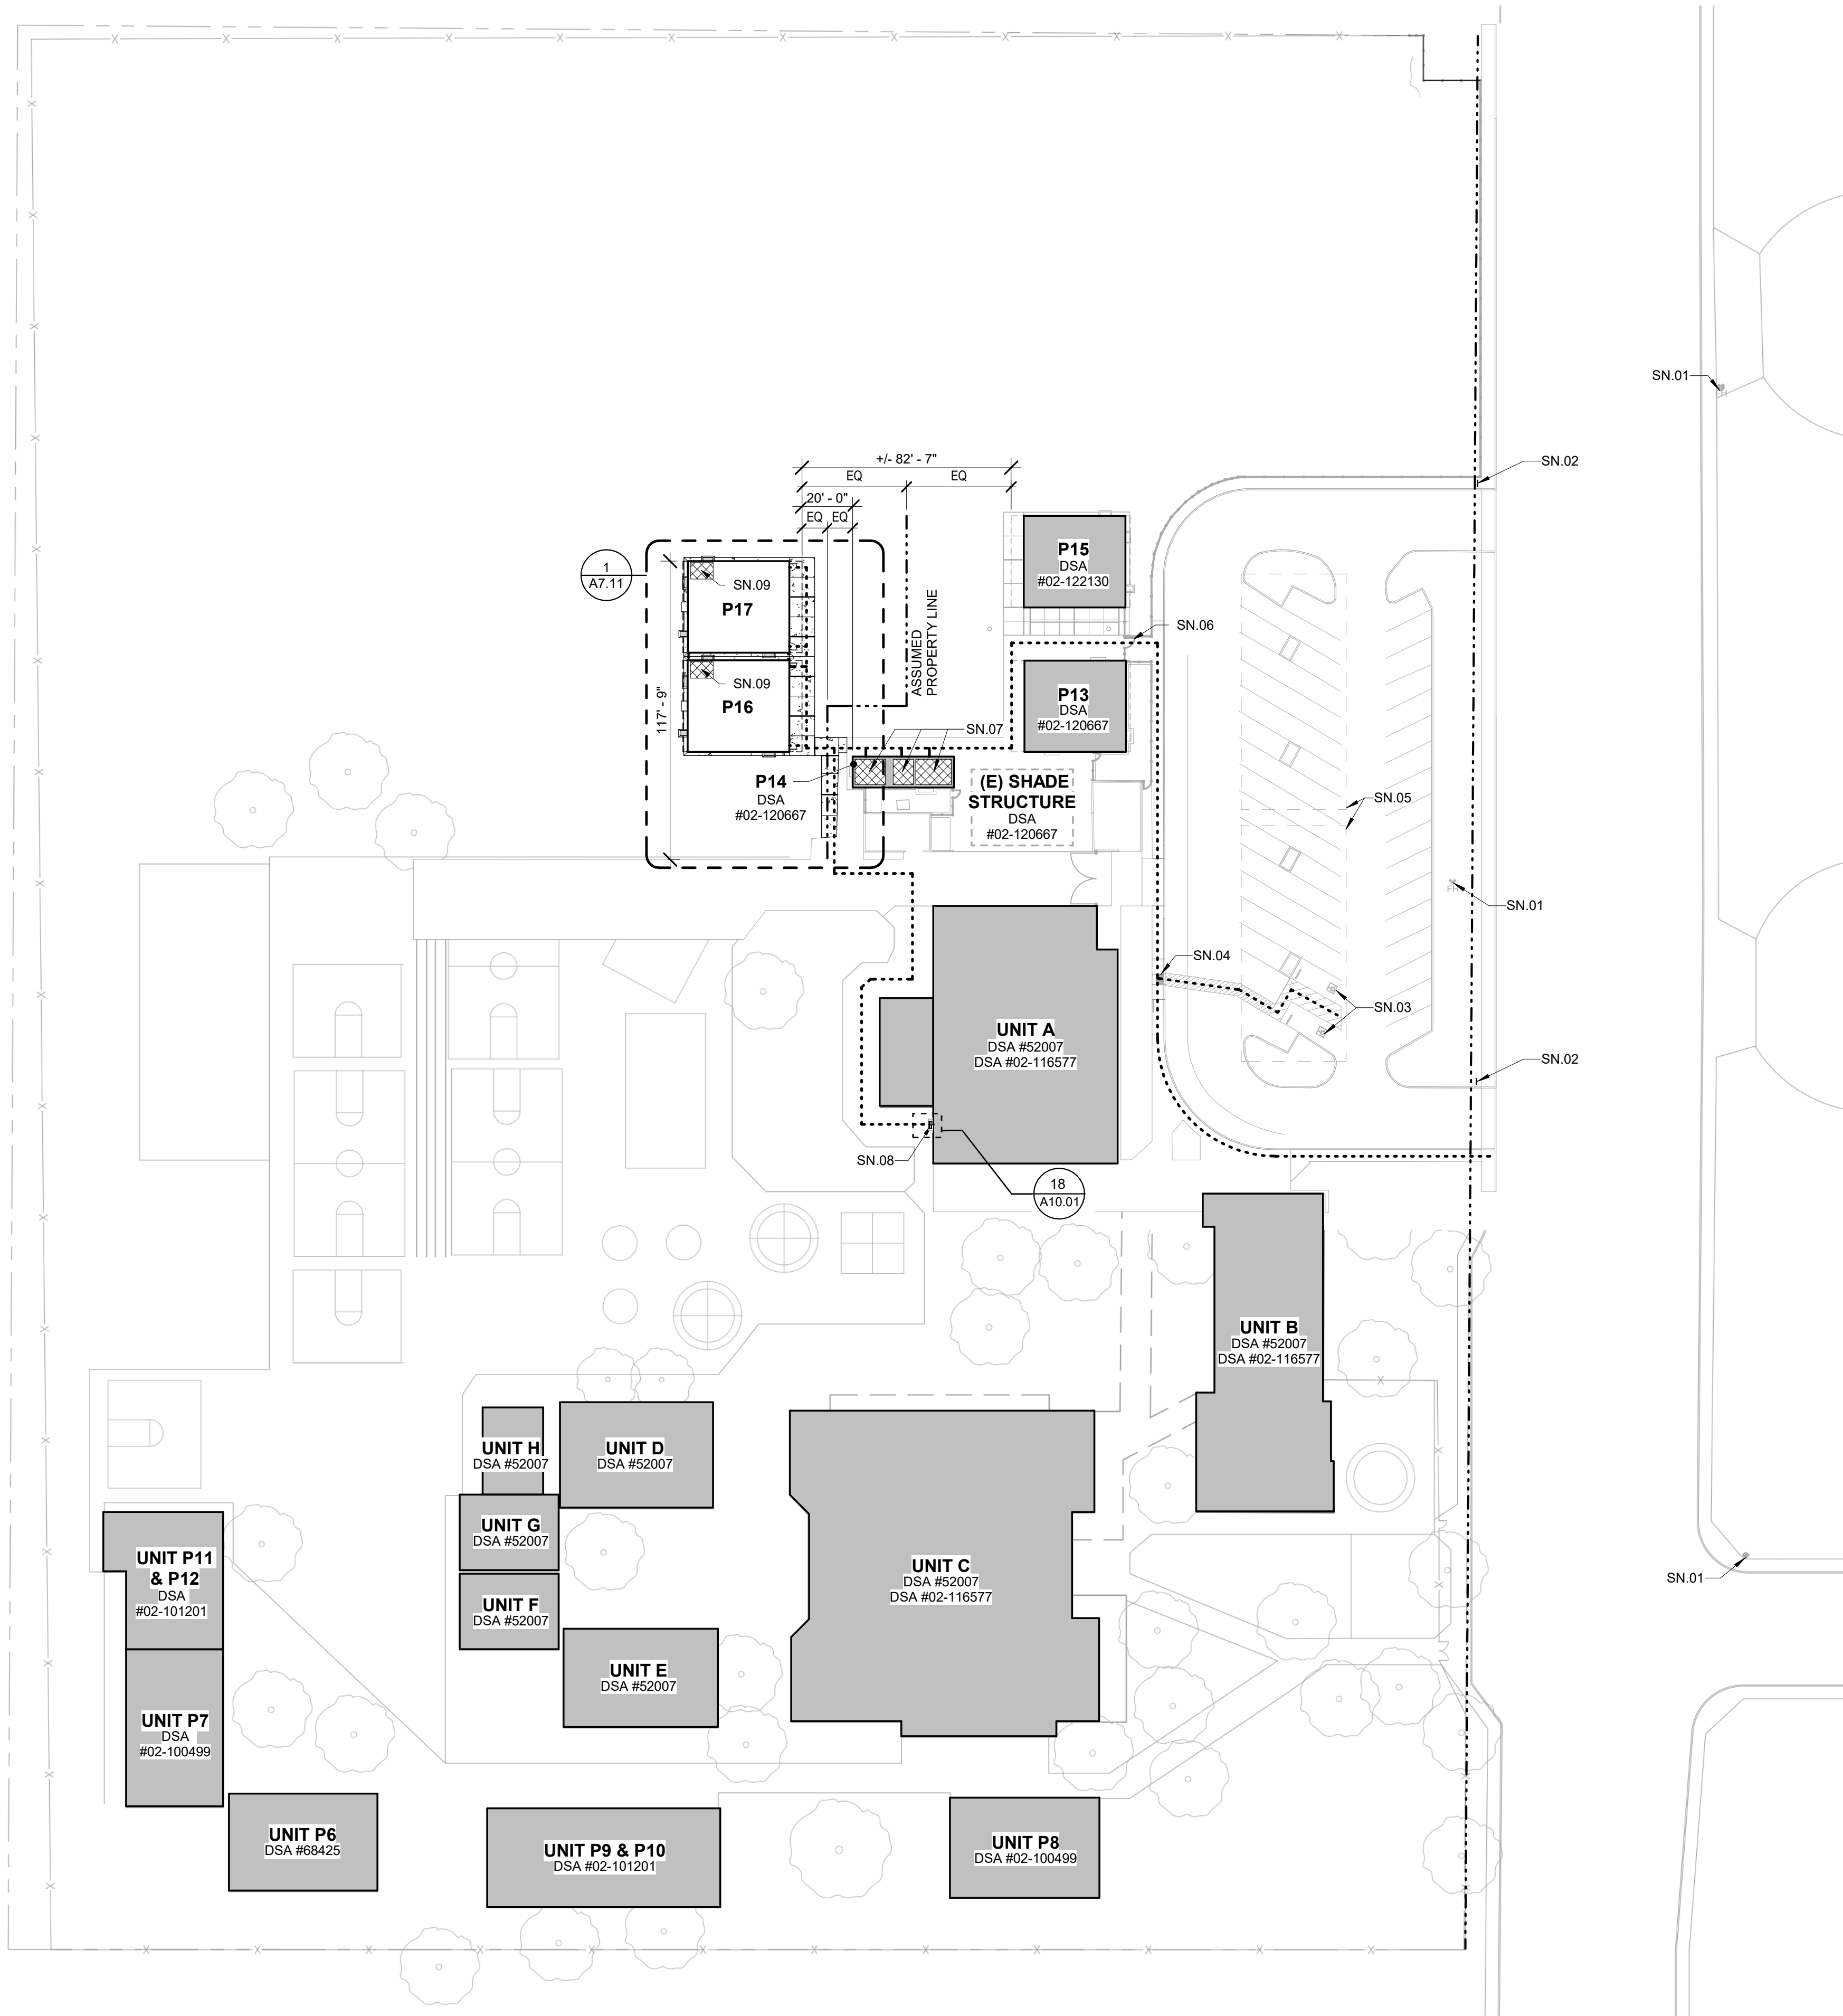 SN.01
FH
+/- 82' - 7"
EQ
EQ
SN.02
20' - 0"
EQ
EQ
1
A7.11
SN.09
P17
117' - 9"
SN.09
P16
ASSUMED
PROPERTY LINE
P15
DSA
#02-122130
SN.06
P13
DSA
#02-120667
SN.07
P14
DSA
#02-120667
(E) SHADE
STRUCTURE
DSA
#02-120667
SN.05
FH
SN.01
SN.04
SN.03
UNIT A
DSA #52007
DSA #02-116577
SN.02
SN.08
18
A10.01
UNIT B
DSA #52007
DSA #02-116577
UNIT H
DSA #52007
UNIT D
DSA #52007
UNIT G
DSA #52007
UNIT P11
& P12
DSA
#02-101201
UNIT C
DSA #52007
DSA #02-116577
SN.01
UNIT F
DSA #52007
UNIT E
DSA #52007
UNIT P7
DSA
#02-100499
UNIT P6
DSA #68425
UNIT P9 & P10
DSA #02-101201
UNIT P8
DSA #02-100499